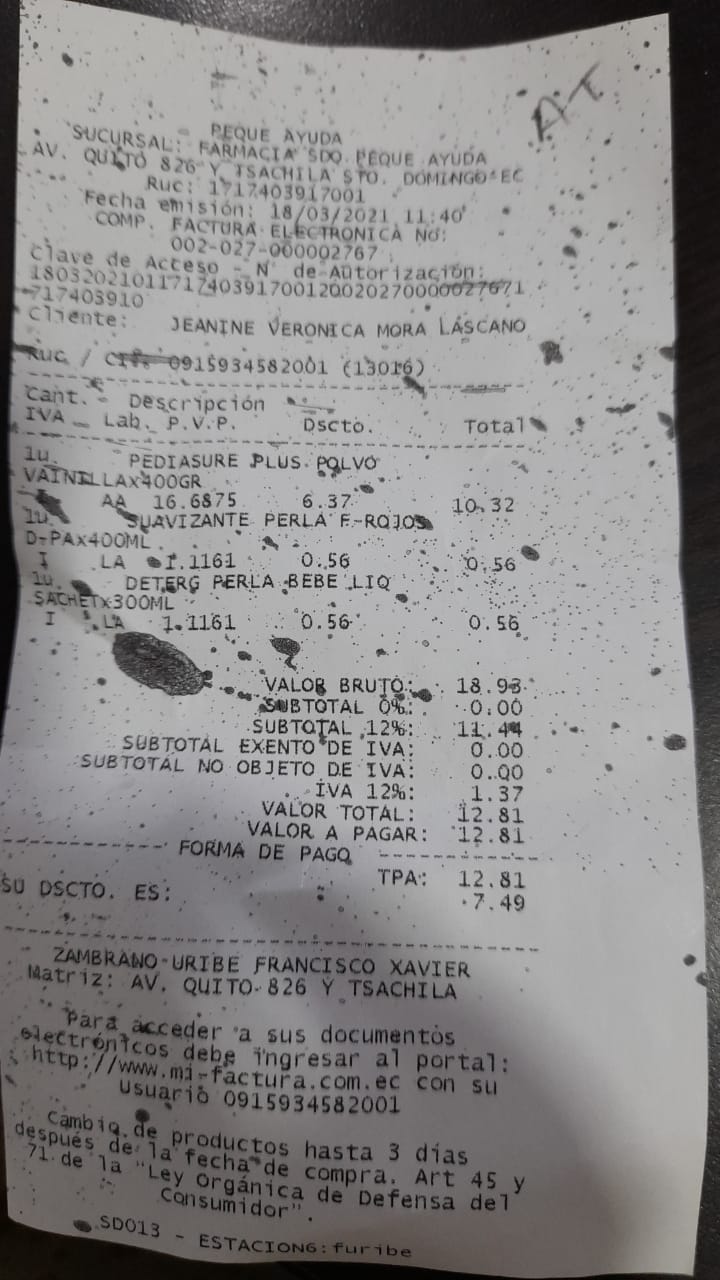 AT
PEQUE AYUDA
SUCURSAL: FARMACIA SDQ PEQUE AYUDA
AV. QUITO 826 Y TSACHILA STO. DOMINGO-EC
Ruc: 1717403917001
Fecha emisión: 18/03/2021 11:40
COMP. FACTURA ELECTRONICA NO:
002-027-000002767
Clave de Acceso - N° de Autorización:
1803202101171740391700120020270000027671
717403910
Cliente: JEANINE VERONICA MORA LASCANO
Ruc / CI#: 0915934582001 (13016)
Cant. - Descripción
IVA Lab. P.V.P. Dscto. Total
1u. PEDIASURE PLUS POLVO
VAINILLAx400GR
AA 16.6875 6.37 10.32
1u. SUAVIZANTE PERLA F-ROJOS
D-PAx400ML
I LA 1.1161 0.56 0.56
1u. DETERG PERLA BEBE LIQ
SACHETx300ML
I LA 1.1161 0.56 0.56
VALOR BRUTO: 18.93
SUBTOTAL 0%: 0.00
SUBTOTAL 12%: 11.44
SUBTOTAL EXENTO DE IVA: 0.00
SUBTOTAL NO OBJETO DE IVA: 0.00
IVA 12%: 1.37
VALOR TOTAL: 12.81
VALOR A PAGAR: 12.81
---------- FORMA DE PAGO ----------
TPA: 12.81
SU DSCTO. ES: 7.49
ZAMBRANO URIBE FRANCISCO XAVIER
Matriz: AV. QUITO 826 Y TSACHILA
Para acceder a sus documentos
electrónicos debe ingresar al portal:
http://www.mi-factura.com.ec con su
Usuario 0915934582001
Cambio de productos hasta 3 días
después de la fecha de compra. Art 45 y
71 de la "Ley Orgánica de Defensa del
Consumidor".
SD013 - ESTACION6:furibe